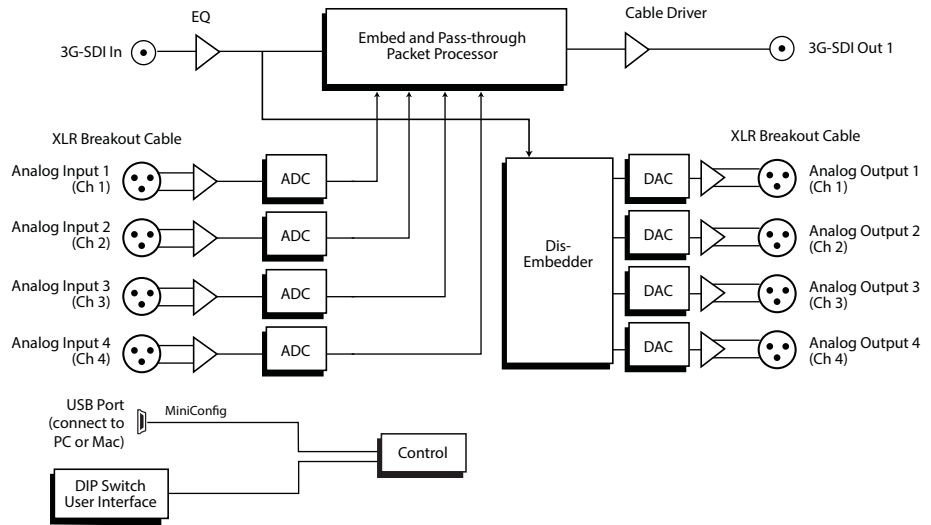 EQ
Cable Driver
3G-SDI In
Embed and Pass-through
Packet Processor
3G-SDI Out 1
XLR Breakout Cable
XLR Breakout Cable
Analog Input 1
(Ch 1)
ADC
DAC
Analog Output 1
(Ch 1)
Analog Input 2
(Ch 2)
ADC
DAC
Analog Output 2
(Ch 2)
Dis-
Embedder
Analog Input 3
(Ch 3)
ADC
DAC
Analog Output 3
(Ch 3)
Analog Input 4
(Ch 4)
ADC
DAC
Analog Output 4
(Ch 4)
USB Port
(connect to
PC or Mac)
MiniConfig
Control
DIP Switch
User Interface